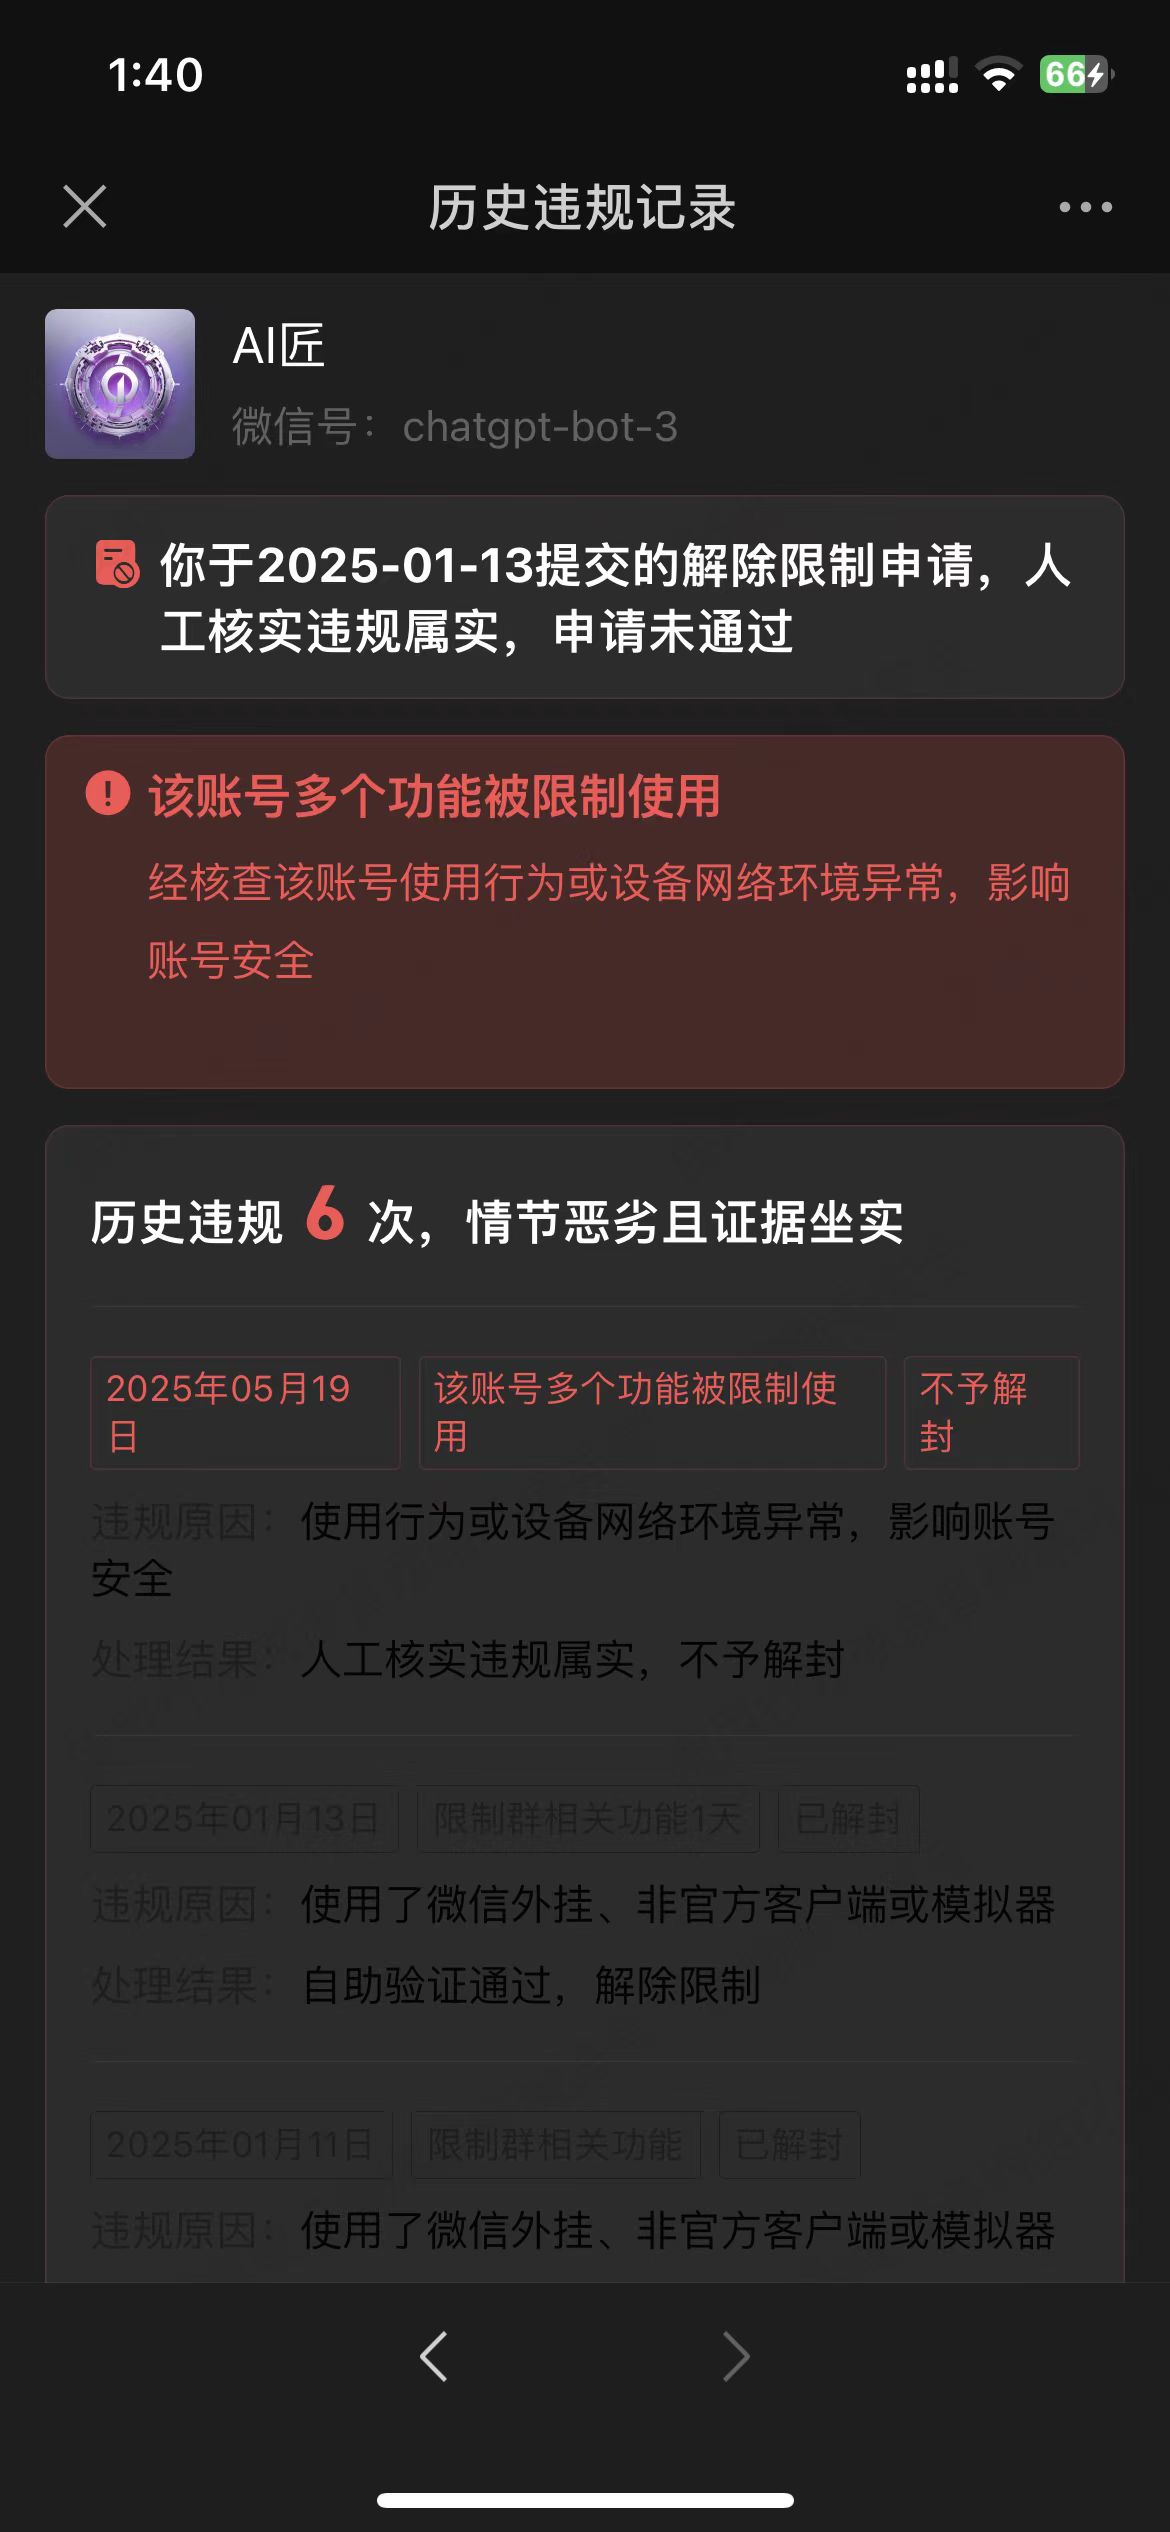 1:40
66
历史违规记录
AI匠
微信号：chatgpt-bot-3
你于2025-01-13提交的解除限制申请，人
工核实违规属实，申请未通过
该账号多个功能被限制使用
经核查该账号使用行为或设备网络环境异常，影响
账号安全
历史违规 6 次，情节恶劣且证据坐实
2025年05月19
日
该账号多个功能被限制使
用
不予解
封
违规原因：使用行为或设备网络环境异常，影响账号
安全
处理结果：人工核实违规属实，不予解封
2025年01月13日 限制群相关功能1天 已解封
违规原因：使用了微信外挂、非官方客户端或模拟器
处理结果：自助验证通过，解除限制
2025年01月11日 限制群相关功能 已解封
违规原因：使用了微信外挂、非官方客户端或模拟器